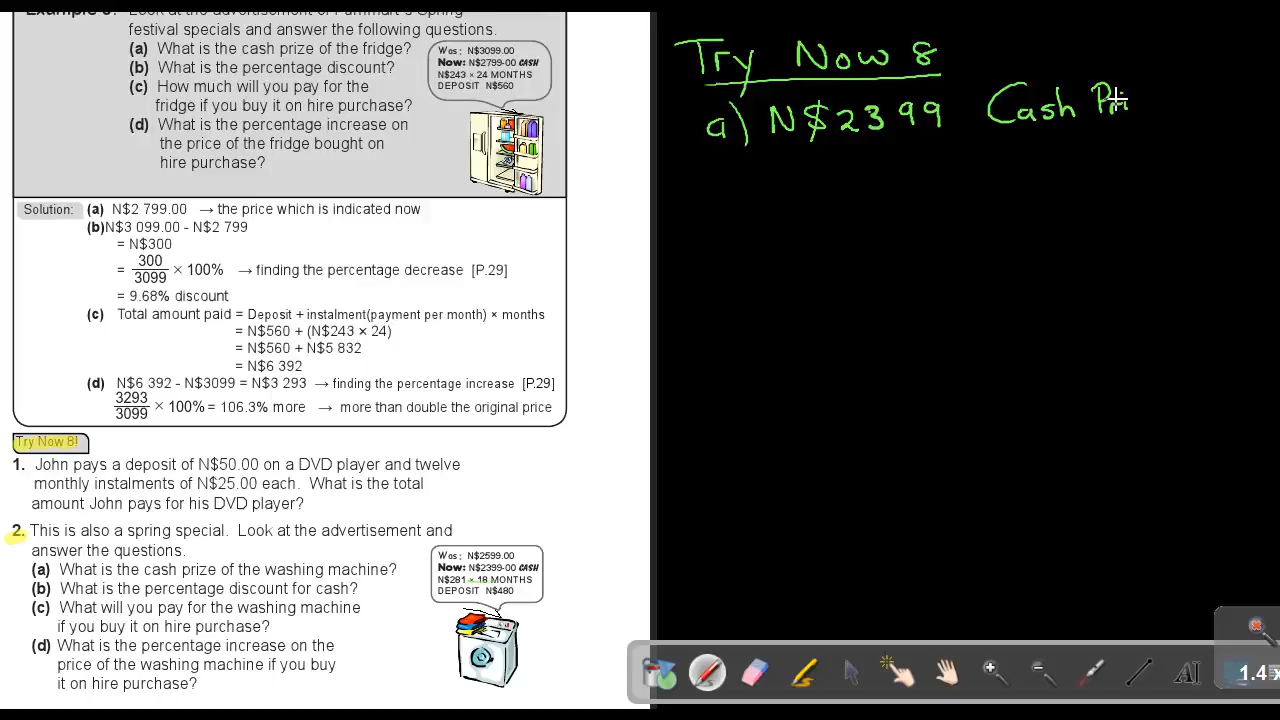 Example 9: Look at the advertisement of Fammart's Spring
festival specials and answer the following questions.
(a) What is the cash prize of the fridge?
(b) What is the percentage discount?
(c) How much will you pay for the
fridge if you buy it on hire purchase?
(d) What is the percentage increase on
the price of the fridge bought on
hire purchase?
Was: N$3099.00
Now: N$2799-00 CASH
N$243 × 24 MONTHS
DEPOSIT N$560
Solution: (a) N$2 799.00 → the price which is indicated now
(b)N$3 099.00 - N$2 799
= N$300
= 300/3099 × 100% → finding the percentage decrease [P.29]
= 9.68% discount
(c) Total amount paid = Deposit + instalment(payment per month) × months
= N$560 + (N$243 × 24)
= N$560 + N$5 832
= N$6 392
(d) N$6 392 - N$3099 = N$3 293 → finding the percentage increase [P.29]
3293/3099 × 100% = 106.3% more → more than double the original price
Try Now 8!
1. John pays a deposit of N$50.00 on a DVD player and twelve
monthly instalments of N$25.00 each. What is the total
amount John pays for his DVD player?
2. This is also a spring special. Look at the advertisement and
answer the questions.
(a) What is the cash prize of the washing machine?
(b) What is the percentage discount for cash?
(c) What will you pay for the washing machine
if you buy it on hire purchase?
(d) What is the percentage increase on the
price of the washing machine if you buy
it on hire purchase?
Was: N$2599.00
Now: N$2399-00 CASH
N$281 × 18 MONTHS
DEPOSIT N$480
Try Now 8
a) N$2399 Cash Pri
AI
1.4x